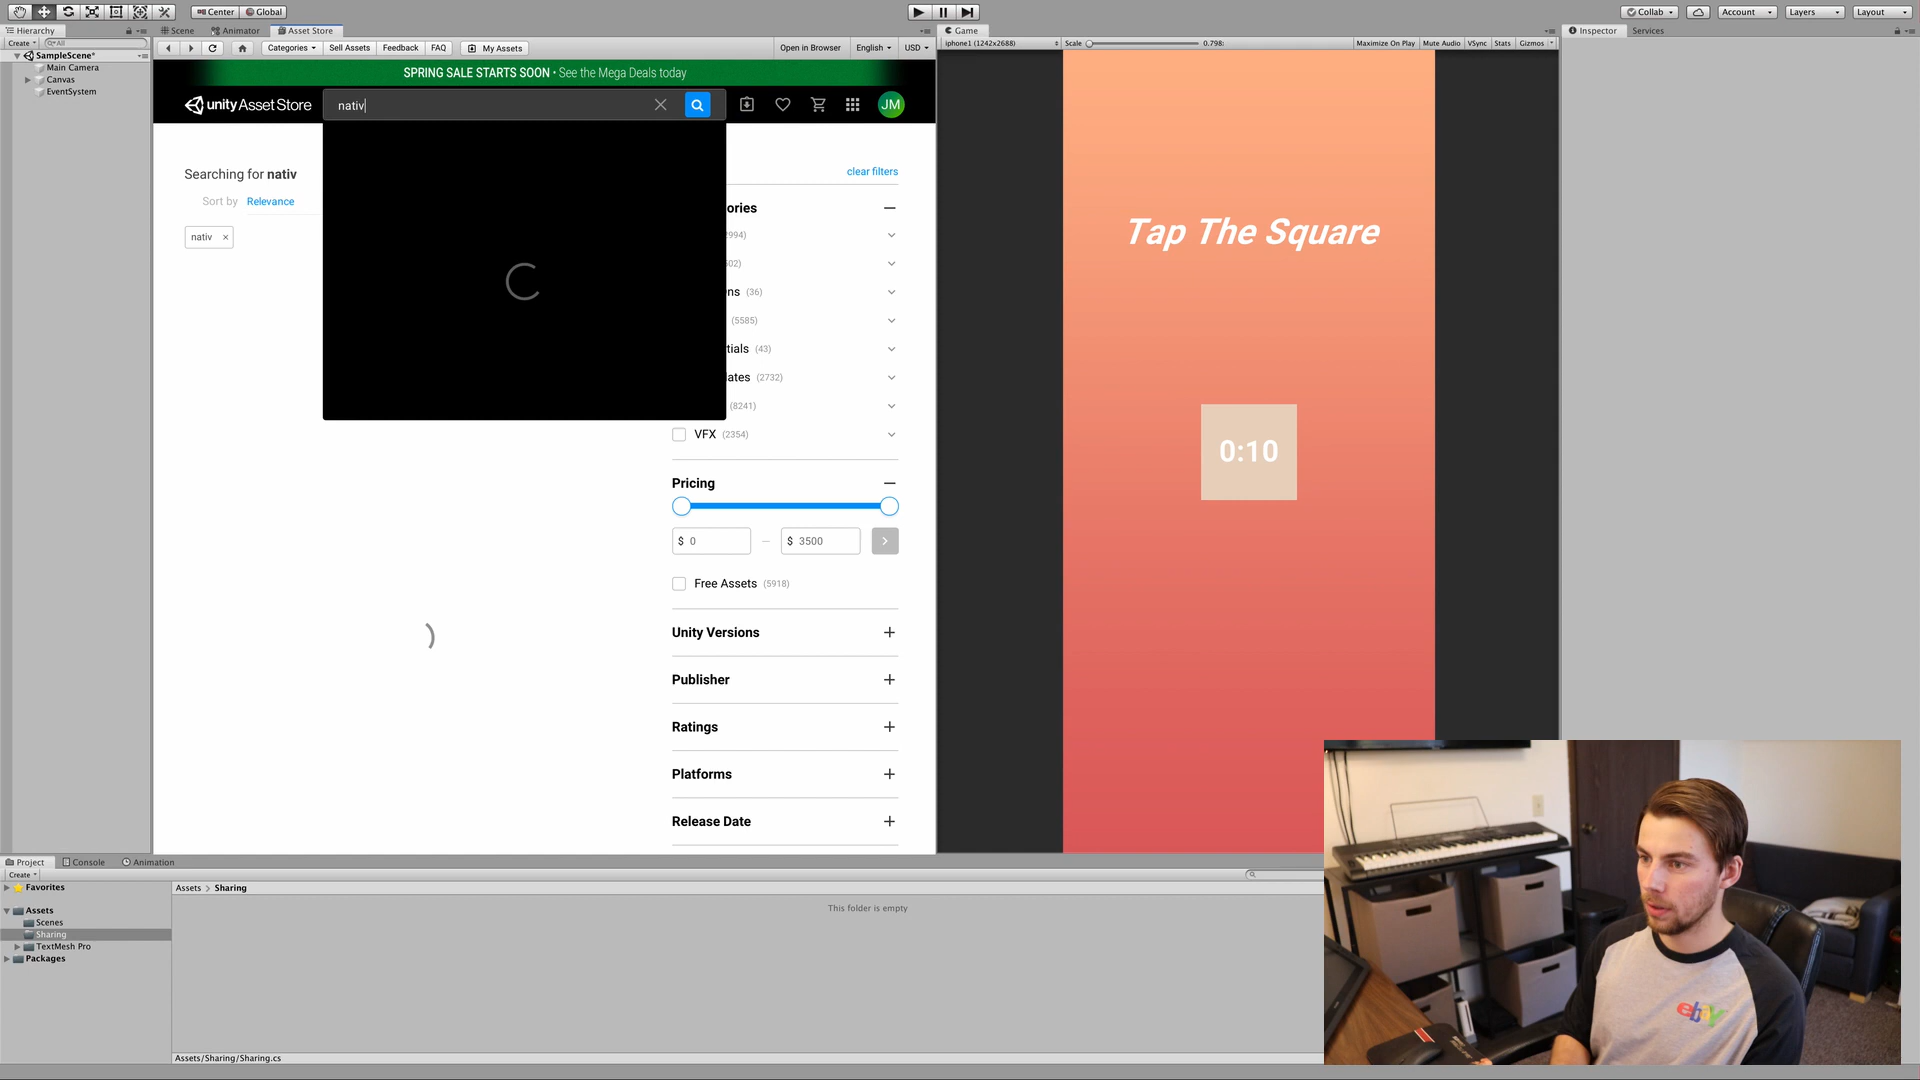 Center
Global
Collab
Account
Layers
Layout
Hierarchy
Scene
Animator
Asset Store
Game
Inspector
Services
Create
All
Categories
Sell Assets
Feedback
FAQ
My Assets
Open in Browser
English
USD
iphone1 (1242x2688)
Scale
0.798:
Maximize On Play
Mute Audio
VSync
Stats
Gizmos
SampleScene*
Main Camera
Canvas
EventSystem
SPRING SALE STARTS SOON • See the Mega Deals today
unity Asset Store
nativ
JM
Searching for nativ
clear filters
Sort by Relevance
nativ ×
ories
2994)
02)
ns (36)
(5585)
tials (43)
lates (2732)
(8241)
VFX (2354)
Pricing
$ 0 – $ 3500
Free Assets (5918)
Unity Versions
Publisher
Ratings
Platforms
Release Date
Tap The Square
0:10
Project
Console
Animation
Create
Favorites
Assets
Scenes
Sharing
TextMesh Pro
Packages
Assets > Sharing
This folder is empty
Assets/Sharing/Sharing.cs
ebay